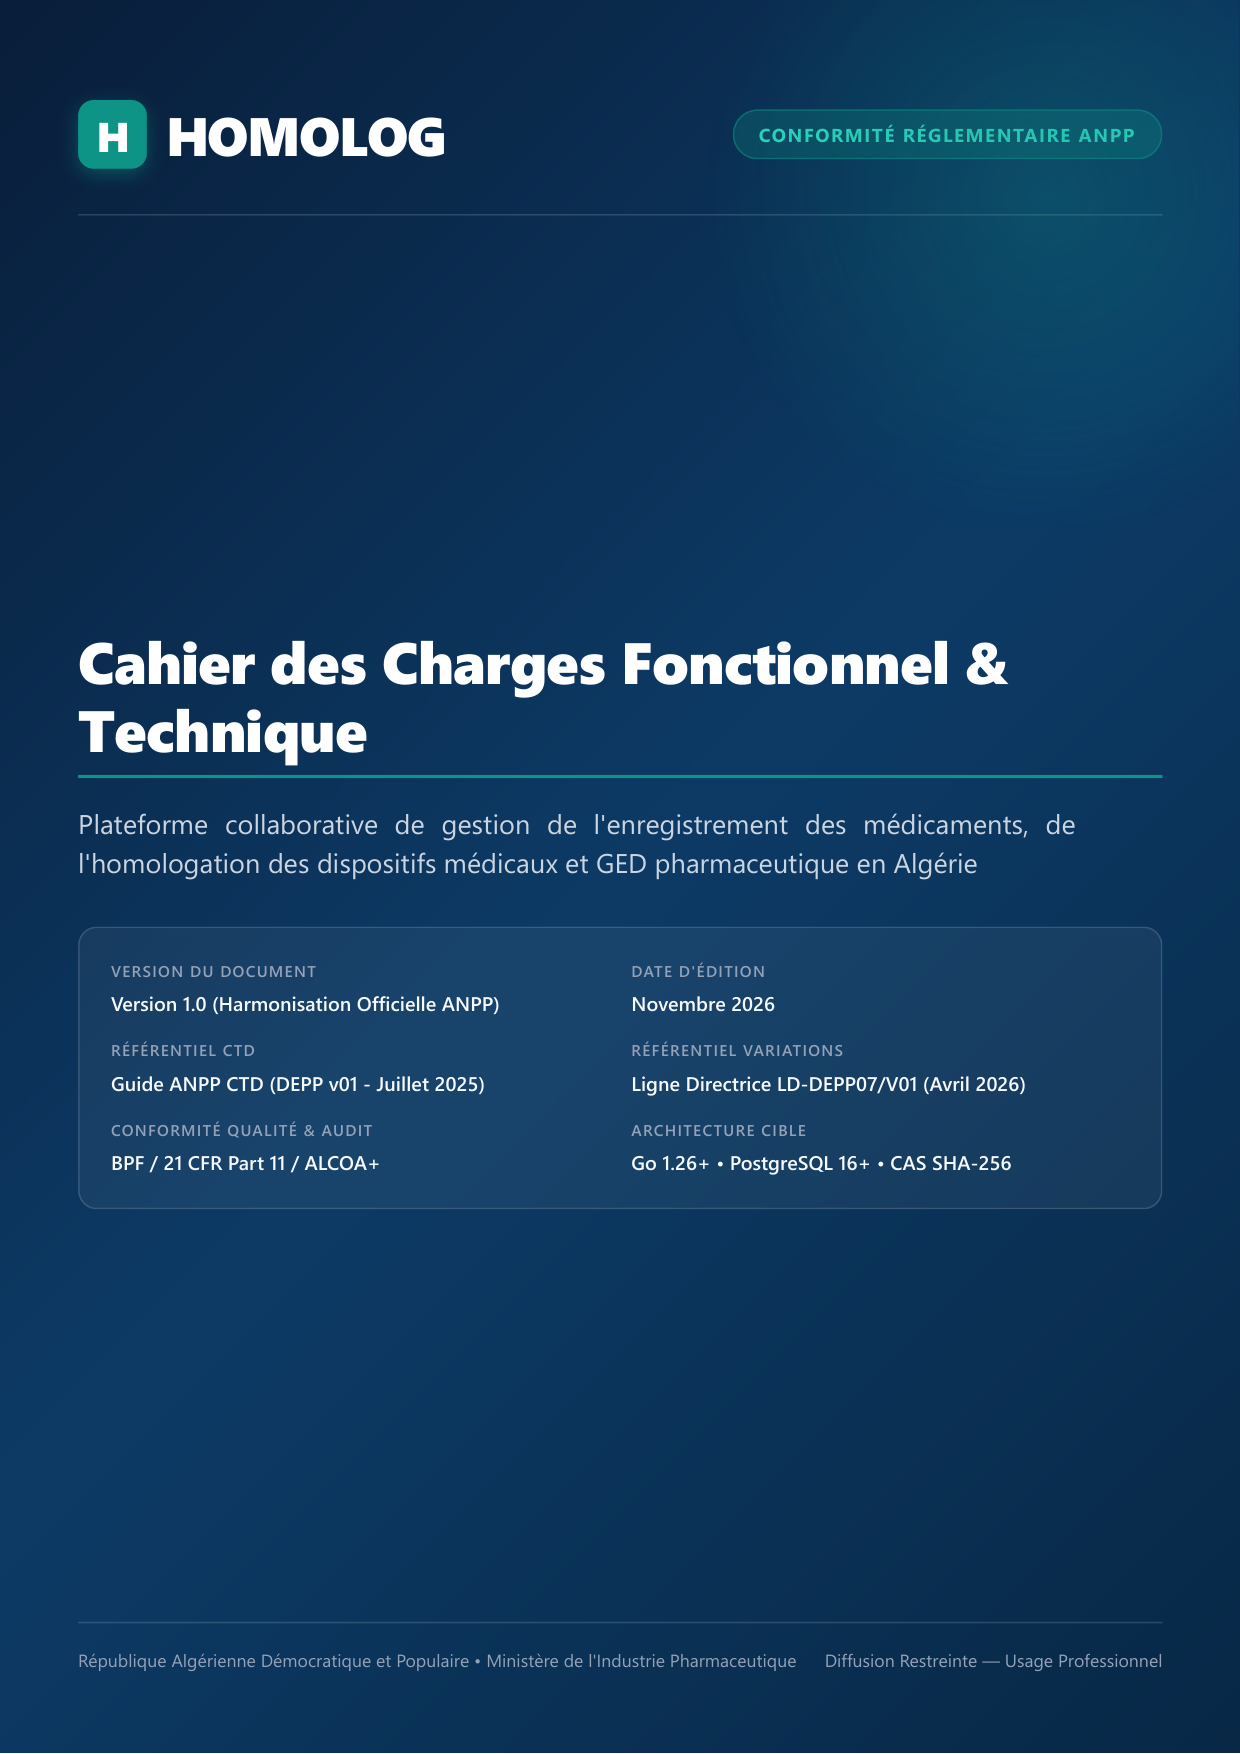 H HOMOLOG
CONFORMITÉ RÉGLEMENTAIRE ANPP
Cahier des Charges Fonctionnel &
Technique
Plateforme collaborative de gestion de l'enregistrement des médicaments, de
l'homologation des dispositifs médicaux et GED pharmaceutique en Algérie
VERSION DU DOCUMENT
Version 1.0 (Harmonisation Officielle ANPP)
DATE D'ÉDITION
Novembre 2026
RÉFÉRENTIEL CTD
Guide ANPP CTD (DEPP v01 - Juillet 2025)
RÉFÉRENTIEL VARIATIONS
Ligne Directrice LD-DEPP07/V01 (Avril 2026)
CONFORMITÉ QUALITÉ & AUDIT
BPF / 21 CFR Part 11 / ALCOA+
ARCHITECTURE CIBLE
Go 1.26+ • PostgreSQL 16+ • CAS SHA-256
République Algérienne Démocratique et Populaire • Ministère de l'Industrie Pharmaceutique
Diffusion Restreinte — Usage Professionnel